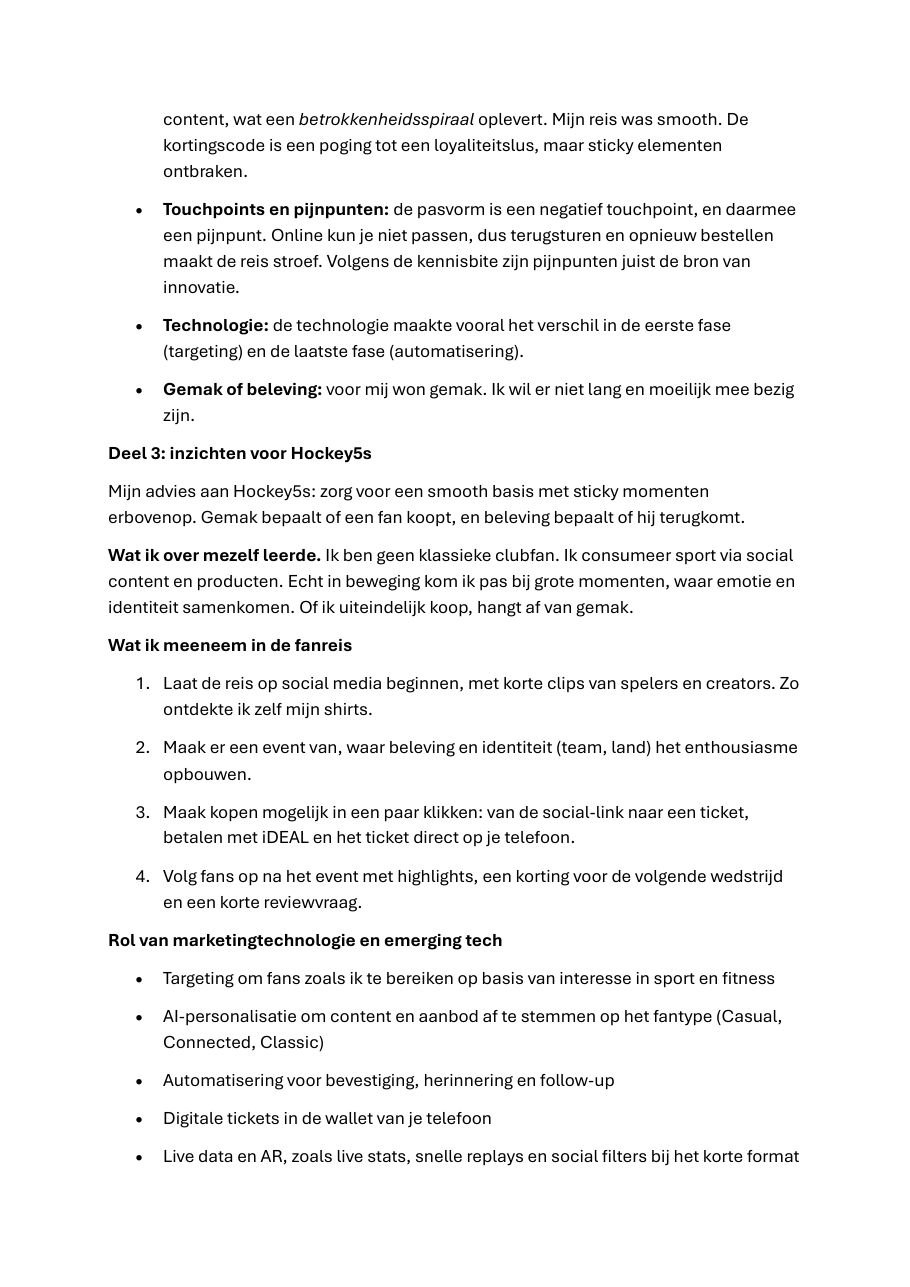 content, wat een betrokkenheidsspiraal oplevert. Mijn reis was smooth. De
kortingscode is een poging tot een loyaliteitslus, maar sticky elementen
ontbraken.
• Touchpoints en pijnpunten: de pasvorm is een negatief touchpoint, en daarmee
een pijnpunt. Online kun je niet passen, dus terugsturen en opnieuw bestellen
maakt de reis stroef. Volgens de kennisbite zijn pijnpunten juist de bron van
innovatie.
• Technologie: de technologie maakte vooral het verschil in de eerste fase
(targeting) en de laatste fase (automatisering).
• Gemak of beleving: voor mij won gemak. Ik wil er niet lang en moeilijk mee bezig
zijn.
Deel 3: inzichten voor Hockey5s
Mijn advies aan Hockey5s: zorg voor een smooth basis met sticky momenten
erbovenop. Gemak bepaalt of een fan koopt, en beleving bepaalt of hij terugkomt.
Wat ik over mezelf leerde. Ik ben geen klassieke clubfan. Ik consumeer sport via social
content en producten. Echt in beweging kom ik pas bij grote momenten, waar emotie en
identiteit samenkomen. Of ik uiteindelijk koop, hangt af van gemak.
Wat ik meeneem in de fanreis
1. Laat de reis op social media beginnen, met korte clips van spelers en creators. Zo
ontdekte ik zelf mijn shirts.
2. Maak er een event van, waar beleving en identiteit (team, land) het enthousiasme
opbouwen.
3. Maak kopen mogelijk in een paar klikken: van de social-link naar een ticket,
betalen met iDEAL en het ticket direct op je telefoon.
4. Volg fans op na het event met highlights, een korting voor de volgende wedstrijd
en een korte reviewvraag.
Rol van marketingtechnologie en emerging tech
• Targeting om fans zoals ik te bereiken op basis van interesse in sport en fitness
• AI-personalisatie om content en aanbod af te stemmen op het fantype (Casual,
Connected, Classic)
• Automatisering voor bevestiging, herinnering en follow-up
• Digitale tickets in de wallet van je telefoon
• Live data en AR, zoals live stats, snelle replays en social filters bij het korte format